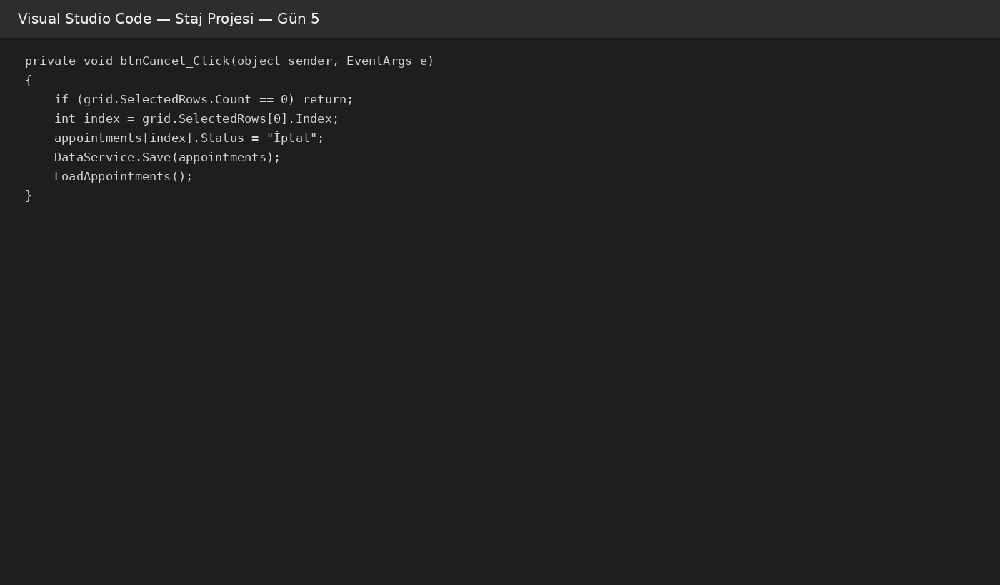 Visual Studio Code — Staj Projesi — Gün 5
private void btnCancel_Click(object sender, EventArgs e)
{
    if (grid.SelectedRows.Count == 0) return;
    int index = grid.SelectedRows[0].Index;
    appointments[index].Status = "İptal";
    DataService.Save(appointments);
    LoadAppointments();
}